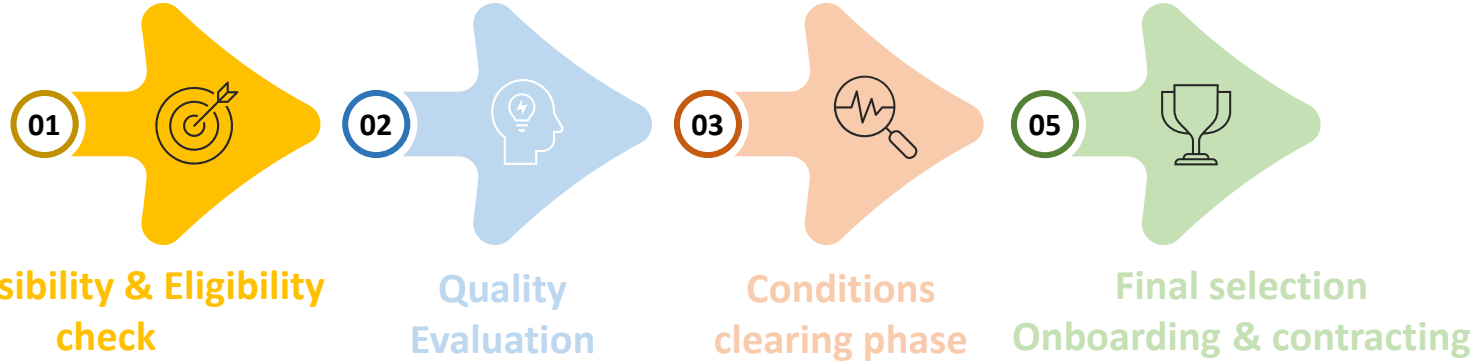 01
02
03
05
sibility & Eligibility
check
Quality
Evaluation
Conditions
clearing phase
Final selection
Onboarding & contracting